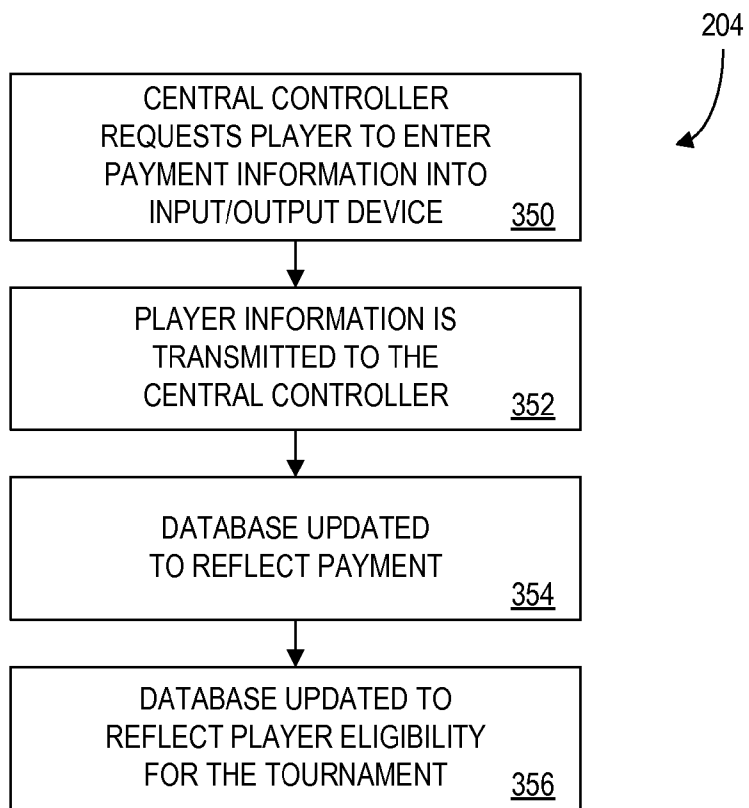 204
CENTRAL CONTROLLER
REQUESTS PLAYER TO ENTER
PAYMENT INFORMATION INTO
INPUT/OUTPUT DEVICE 350
PLAYER INFORMATION IS
TRANSMITTED TO THE
CENTRAL CONTROLLER 352
DATABASE UPDATED
TO REFLECT PAYMENT
354
DATABASE UPDATED TO
REFLECT PLAYER ELIGIBILITY
FOR THE TOURNAMENT 356